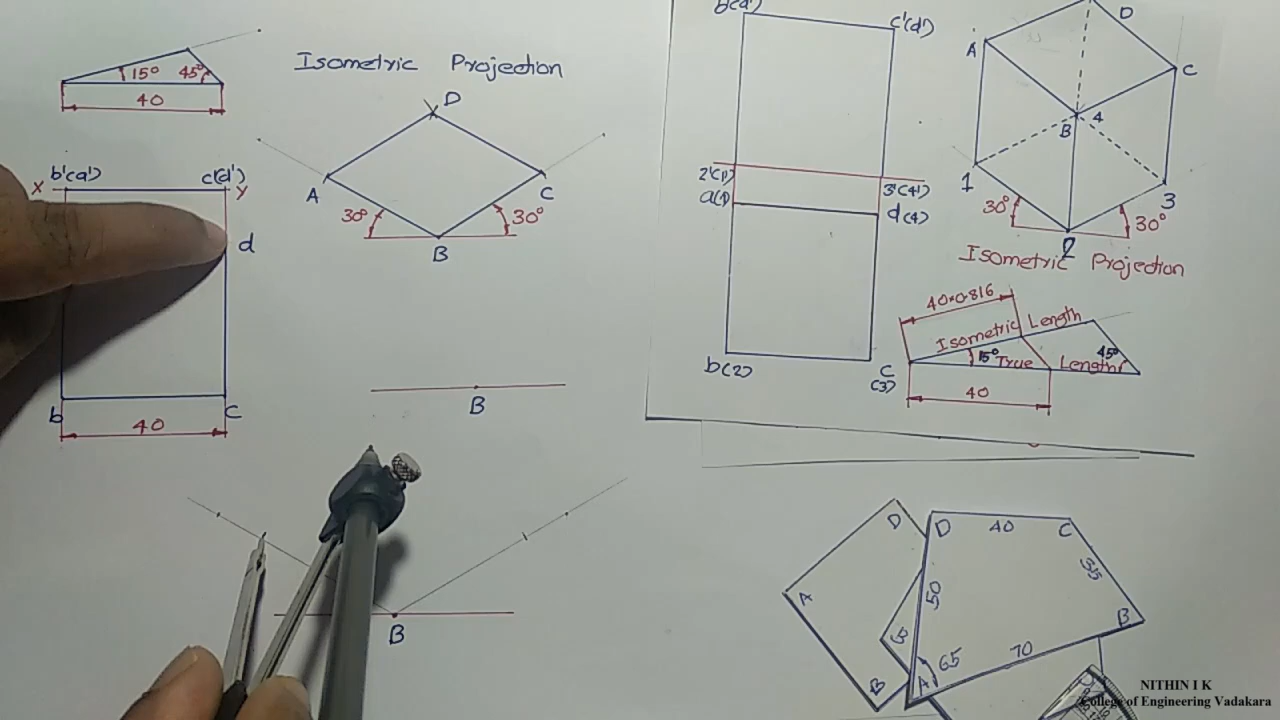 15° 45°
40
Isometric Projection
b'(a') c'(d')
X Y
d
b C
40
D
A C
30° 30°
B
B
B
c'(d')
2'(1') 3'(4')
a(1) d(4)
b(2) C
(3)
D
A C
B 4
1 3
30° 30°
2
Isometric Projection
40×0.816
Isometric Length
15° True Length 45°
40
D D 40 C
A 50 35
B B
65 70
B A
NITHIN I K
College of Engineering Vadakara